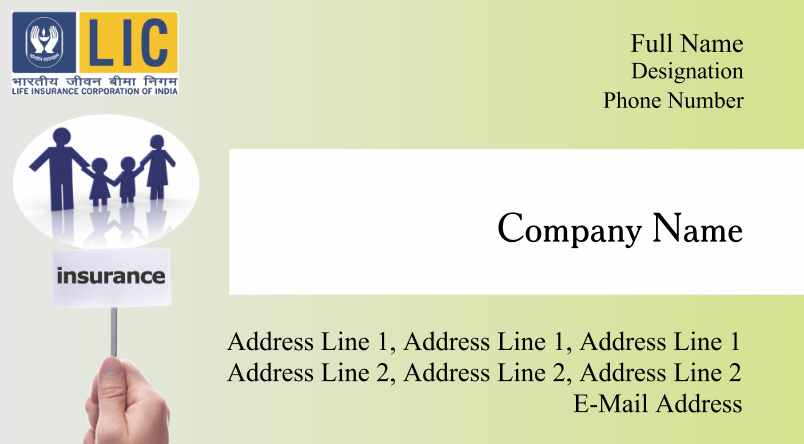 LIC
भारतीय जीवन बीमा निगम
LIFE INSURANCE CORPORATION OF INDIA
Full Name
Designation
Phone Number
insurance
Company Name
Address Line 1, Address Line 1, Address Line 1
Address Line 2, Address Line 2, Address Line 2
E-Mail Address